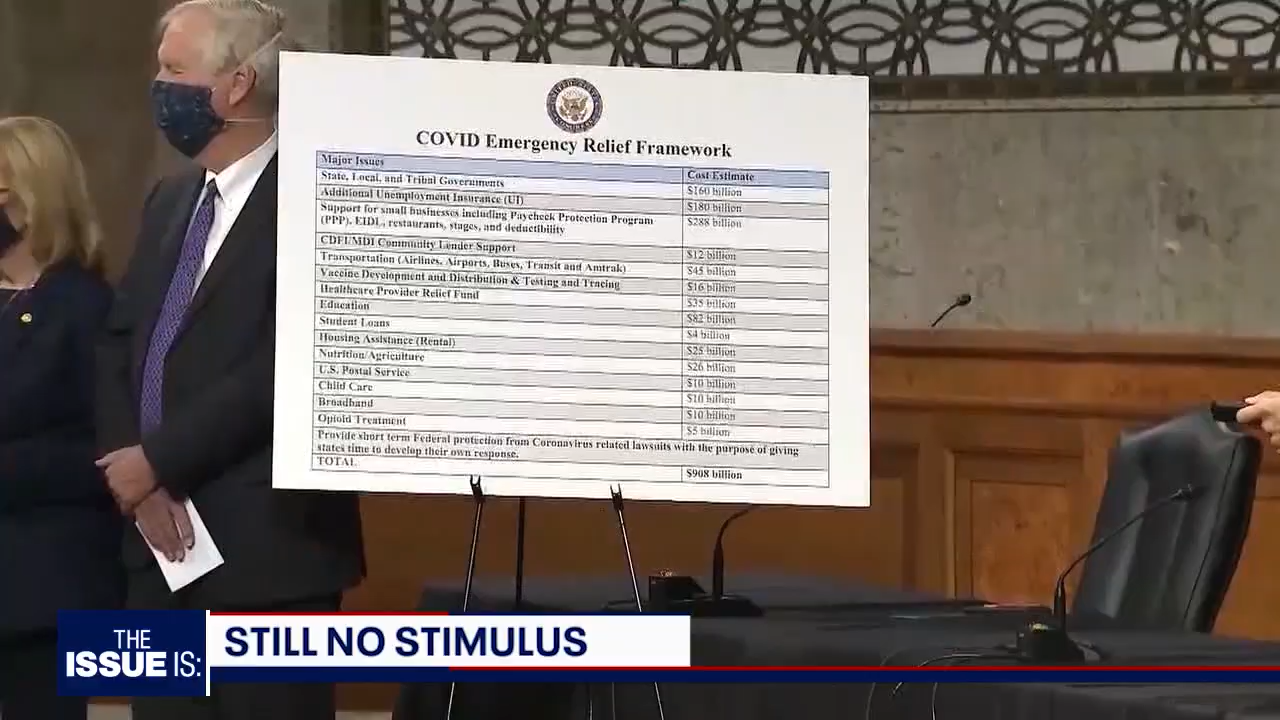 COVID Emergency Relief Framework
Major Issues Cost Estimate
State, Local, and Tribal Governments $160 billion
Additional Unemployment Insurance (UI) $180 billion
Support for small businesses including Paycheck Protection Program $288 billion
(PPP), EIDL, restaurants, stages, and deductibility
CDFI/MDI Community Lender Support $12 billion
Transportation (Airlines, Airports, Buses, Transit and Amtrak) $45 billion
Vaccine Development and Distribution & Testing and Tracing $16 billion
Healthcare Provider Relief Fund $35 billion
Education $82 billion
Student Loans $4 billion
Housing Assistance (Rental) $25 billion
Nutrition/Agriculture $26 billion
U.S. Postal Service $10 billion
Child Care $10 billion
Broadband $10 billion
Opioid Treatment $5 billion
Provide short term Federal protection from Coronavirus related lawsuits with the purpose of giving
states time to develop their own response.
TOTAL $908 billion
THE
ISSUE IS:
STILL NO STIMULUS